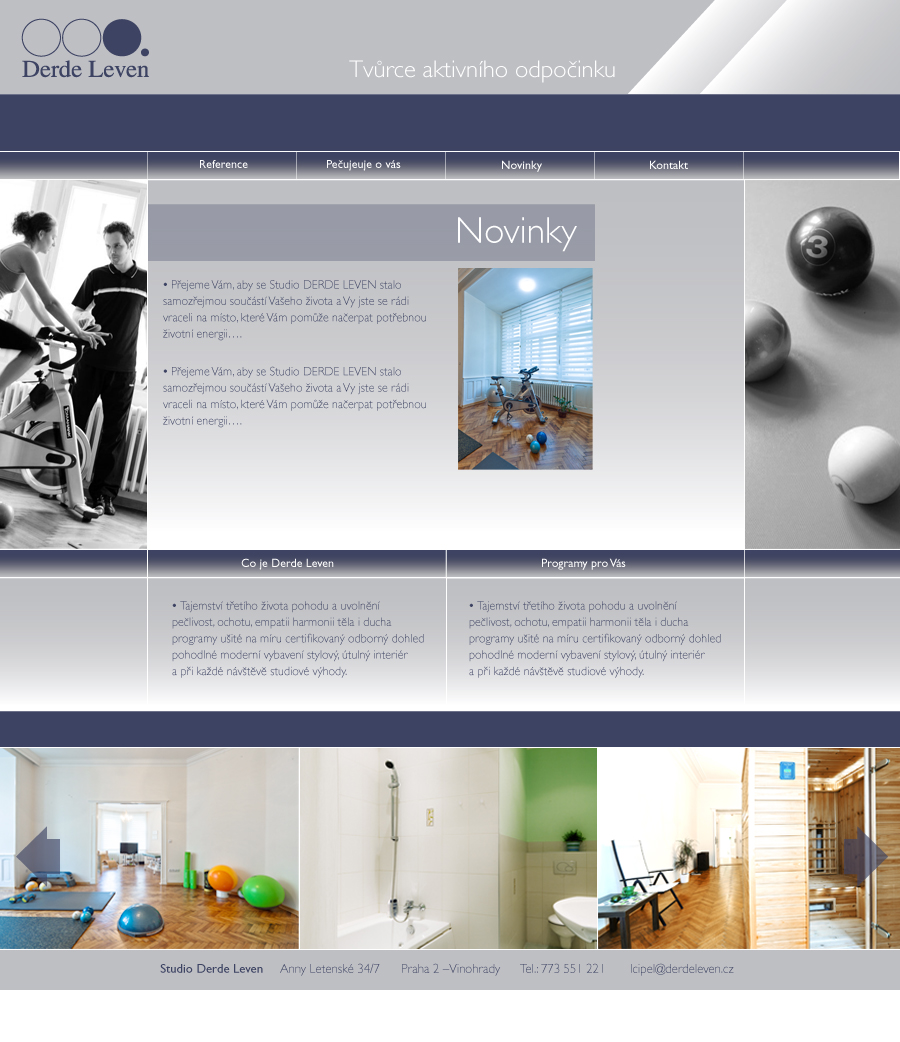 Derde Leven
Tvůrce aktivního odpočinku
Reference
Pečujeuje o vás
Novinky
Kontakt
Novinky
• Přejeme Vám, aby se Studio DERDE LEVEN stalo
samozřejmou součástí Vašeho života a Vy jste se rádi
vraceli na místo, které Vám pomůže načerpat potřebnou
životní energii….
• Přejeme Vám, aby se Studio DERDE LEVEN stalo
samozřejmou součástí Vašeho života a Vy jste se rádi
vraceli na místo, které Vám pomůže načerpat potřebnou
životní energii….
3
Co je Derde Leven
Programy pro Vás
• Tajemství třetího života pohodu a uvolnění
pečlivost, ochotu, empatii harmonii těla i ducha
programy ušité na míru certifikovaný odborný dohled
pohodlné moderní vybavení stylový, útulný interiér
a při každé návštěvě studiové výhody.
• Tajemství třetího života pohodu a uvolnění
pečlivost, ochotu, empatii harmonii těla i ducha
programy ušité na míru certifikovaný odborný dohled
pohodlné moderní vybavení stylový, útulný interiér
a při každé návštěvě studiové výhody.
Studio Derde Leven Anny Letenské 34/7 Praha 2 –Vinohrady Tel.: 773 551 221 lcipel@derdeleven.cz